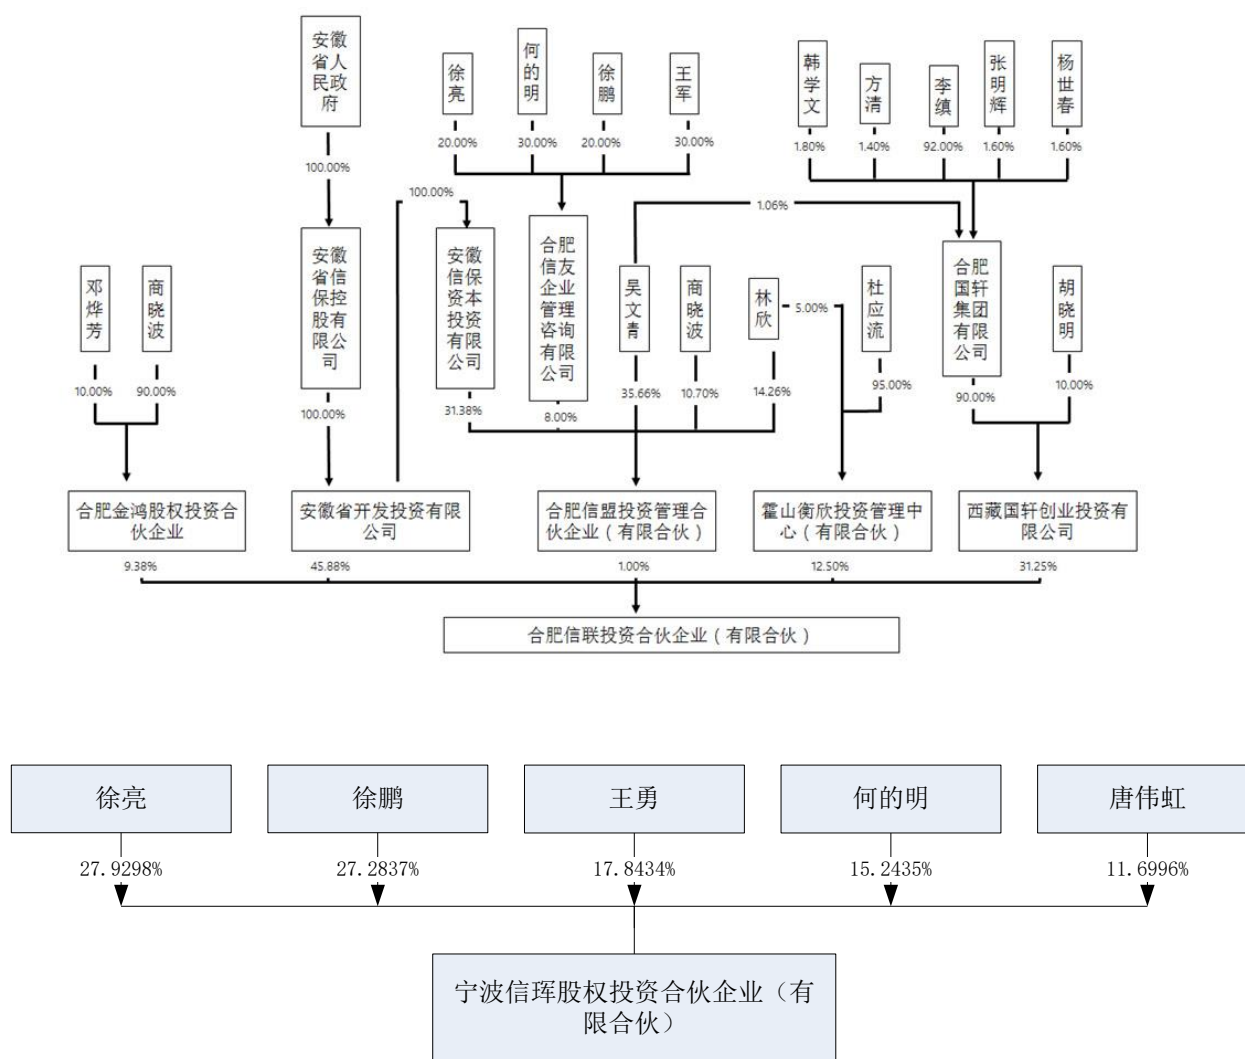 安徽
省人
民政
府
徐亮
何的明
徐鹏
王军
韩学文
方清
李缜
张明辉
杨世春
20.00%
30.00%
20.00%
30.00%
1.80%
1.40%
92.00%
1.60%
1.60%
100.00%
100.00%
1.06%
邓烨芳
商晓波
安徽
省信
保控
股有
限公
司
安徽
信保
资本
投资
有限
公司
合肥
信友
企业
管理
咨询
有限
公司
吴文青
商晓波
林欣
5.00%
杜应流
合肥
国轩
集团
有限
公司
胡晓明
10.00%
90.00%
100.00%
31.38%
8.00%
35.66%
10.70%
14.26%
95.00%
90.00%
10.00%
合肥金鸿股权投资合
伙企业
安徽省开发投资有限
公司
合肥信盟投资管理合
伙企业（有限合伙）
霍山衡欣投资管理中
心（有限合伙）
西藏国轩创业投资有
限公司
9.38%
45.88%
1.00%
12.50%
31.25%
合肥信联投资合伙企业（有限合伙）
徐亮
徐鹏
王勇
何的明
唐伟虹
27.9298%
27.2837%
17.8434%
15.2435%
11.6996%
宁波信珲股权投资合伙企业（有
限合伙）